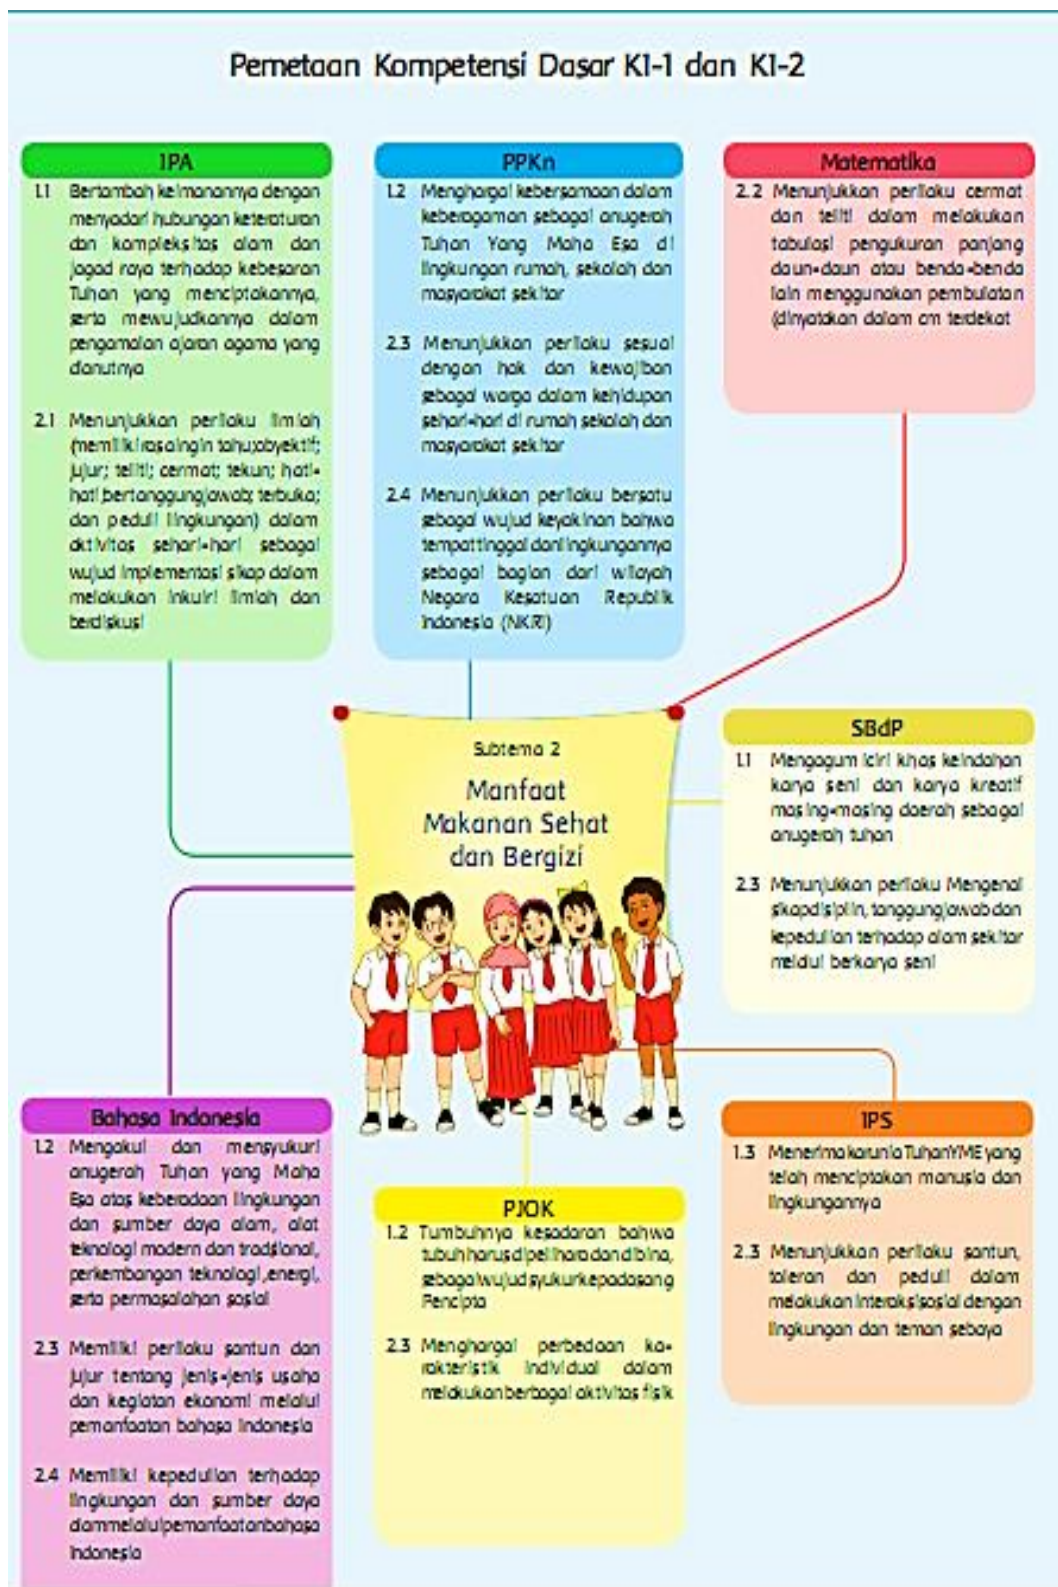 Pemetaan Kompetensi Dasar KI-1 dan KI-2
IPA
1.1 Bertambah keimanannya dengan
menyadari hubungan keteraturan
dan kompleksitas alam dan
jagad raya terhadap kebesaran
Tuhan yang menciptakannya,
serta mewujudkannya dalam
pengamalan ajaran agama yang
dianutnya
2.1 Menunjukkan perilaku ilmiah
(memiliki rasa ingin tahu;obyektif;
jujur; teliti; cermat; tekun; hati-
hati;bertanggungjawab; terbuka;
dan peduli lingkungan) dalam
aktivitas sehari-hari sebagai
wujud implementasi sikap dalam
melakukan inkuiri ilmiah dan
berdiskusi
PPKn
1.2 Menghargai kebersamaan dalam
keberagaman sebagai anugerah
Tuhan Yang Maha Esa di
lingkungan rumah, sekolah dan
masyarakat sekitar
2.3 Menunjukkan perilaku sesuai
dengan hak dan kewajiban
sebagai warga dalam kehidupan
sehari-hari di rumah sekolah dan
masyarakat sekitar
2.4 Menunjukkan perilaku bersatu
sebagai wujud keyakinan bahwa
tempat tinggal dan lingkungannya
sebagai bagian dari wilayah
Negara Kesatuan Republik
Indonesia (NKRI)
Matematika
2.2 Menunjukkan perilaku cermat
dan teliti dalam melakukan
tabulasi pengukuran panjang
daun-daun atau benda-benda
lain menggunakan pembulatan
(dinyatakan dalam cm terdekat
Subtema 2
Manfaat
Makanan Sehat
dan Bergizi
SBdP
1.1 Mengagumi ciri khas keindahan
karya seni dan karya kreatif
masing-masing daerah sebagai
anugerah tuhan
2.3 Menunjukkan perilaku Mengenal
sikap disiplin, tanggung jawab dan
kepedulian terhadap alam sekitar
melalui berkarya seni
Bahasa Indonesia
1.2 Mengakui dan mensyukuri
anugerah Tuhan yang Maha
Esa atas keberadaan lingkungan
dan sumber daya alam, alat
teknologi modern dan tradsional,
perkembangan teknologi ,energi,
serta permasalahan sosial
2.3 Memiliki perilaku santun dan
jujur tentang jenis-jenis usaha
dan kegiatan ekonomi melalui
pemanfaatan bahasa Indonesia
2.4 Memiliki kepedulian terhadap
lingkungan dan sumber daya
alam melalui pemanfaatan bahasa
Indonesia
PJOK
1.2 Tumbuhnya kesadaran bahwa
tubuh harus dipelihara dan dibina,
sebagai wujud syukur kepada sang
Pencipta
2.3 Menghargai perbedaan ka-
rakteristik individual dalam
melakukan berbagai aktivitas fisik
IPS
1.3 Menerima karunia Tuhan YME yang
telah menciptakan manusia dan
lingkungannya
2.3 Menunjukkan perilaku santun,
toleran dan peduli dalam
melakukan interaksi sosial dengan
lingkungan dan teman sebaya